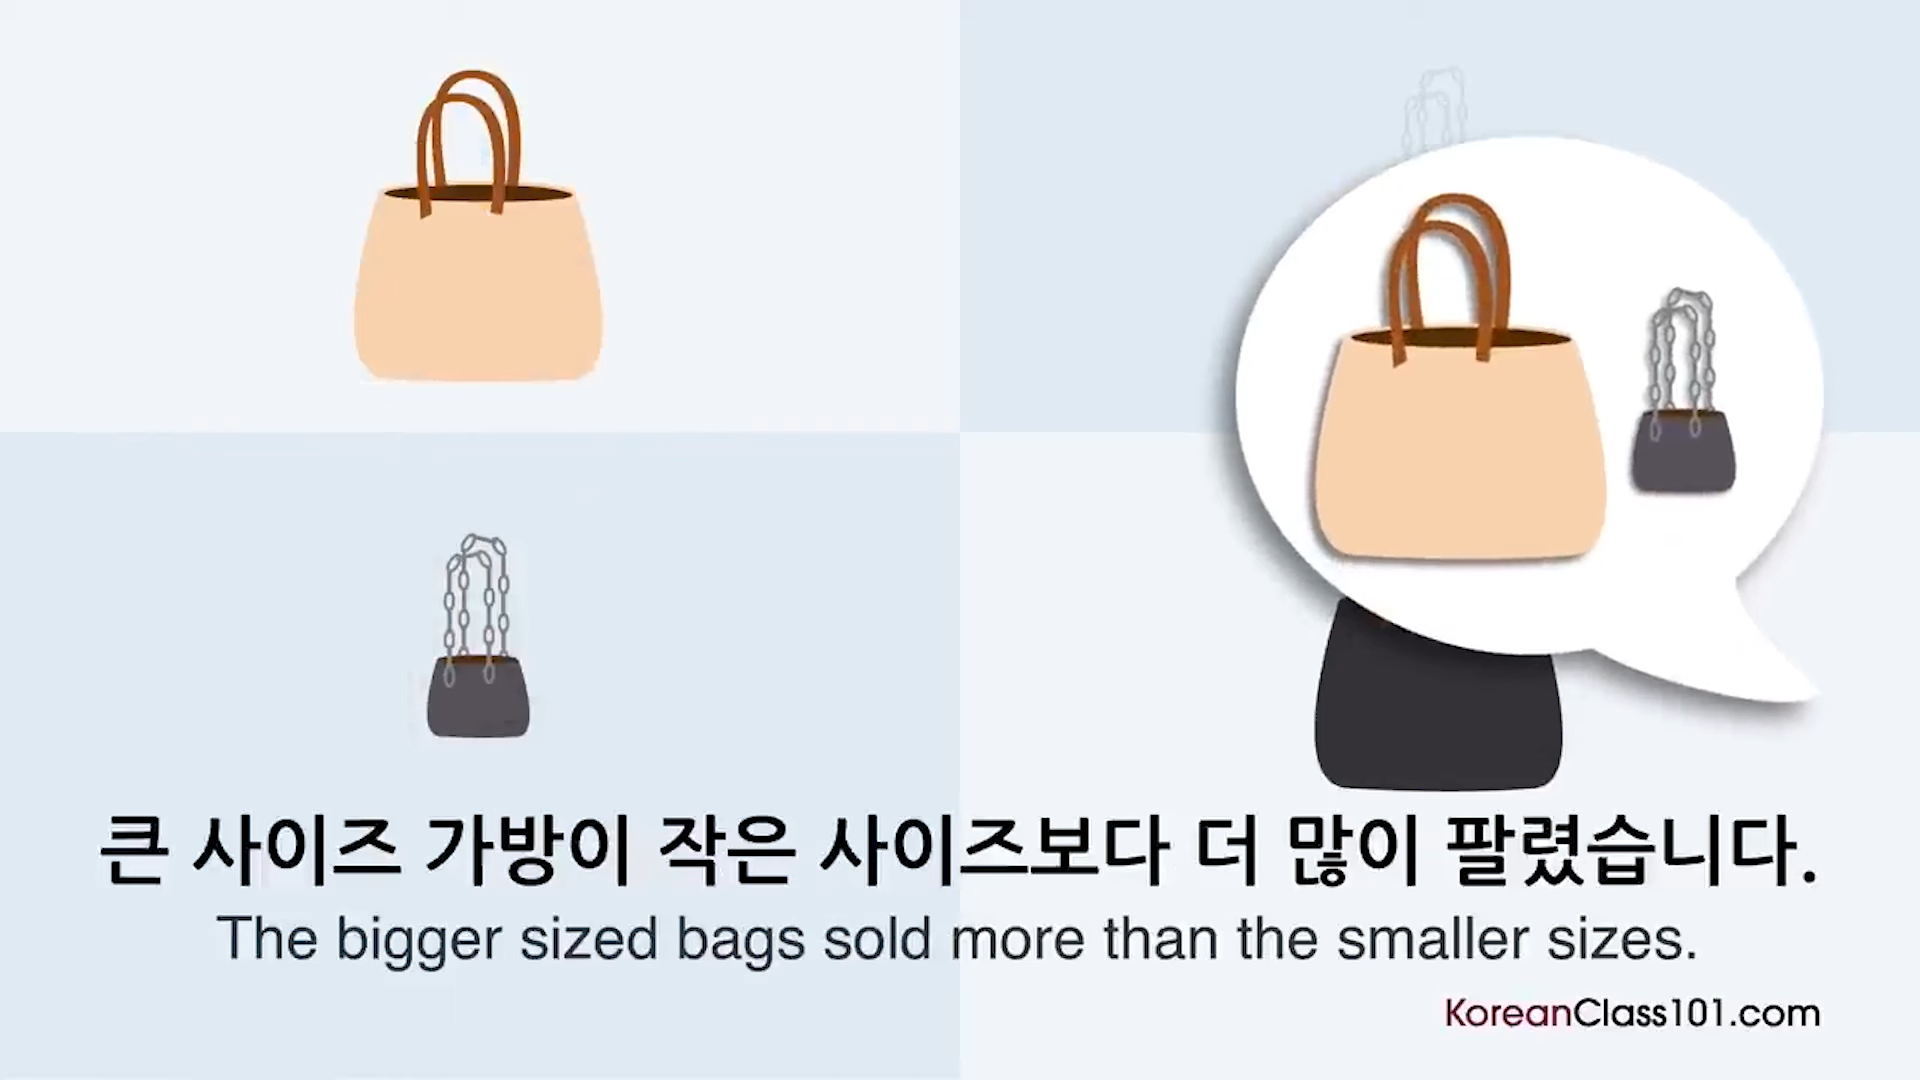 큰 사이즈 가방이 작은 사이즈보다 더 많이 팔렸습니다.
The bigger sized bags sold more than the smaller sizes.
KoreanClass101.com